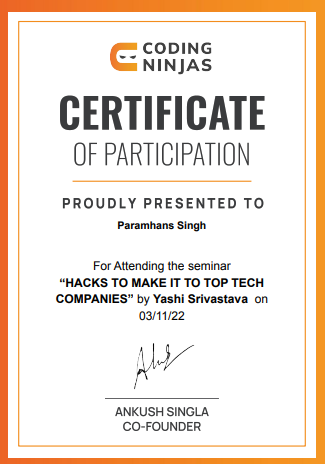 CODING
NINJAS
CERTIFICATE
OF PARTICIPATION
PROUDLY PRESENTED TO
Paramhans Singh
For Attending the seminar
“HACKS TO MAKE IT TO TOP TECH
COMPANIES” by Yashi Srivastava on
03/11/22
ANKUSH SINGLA
CO-FOUNDER